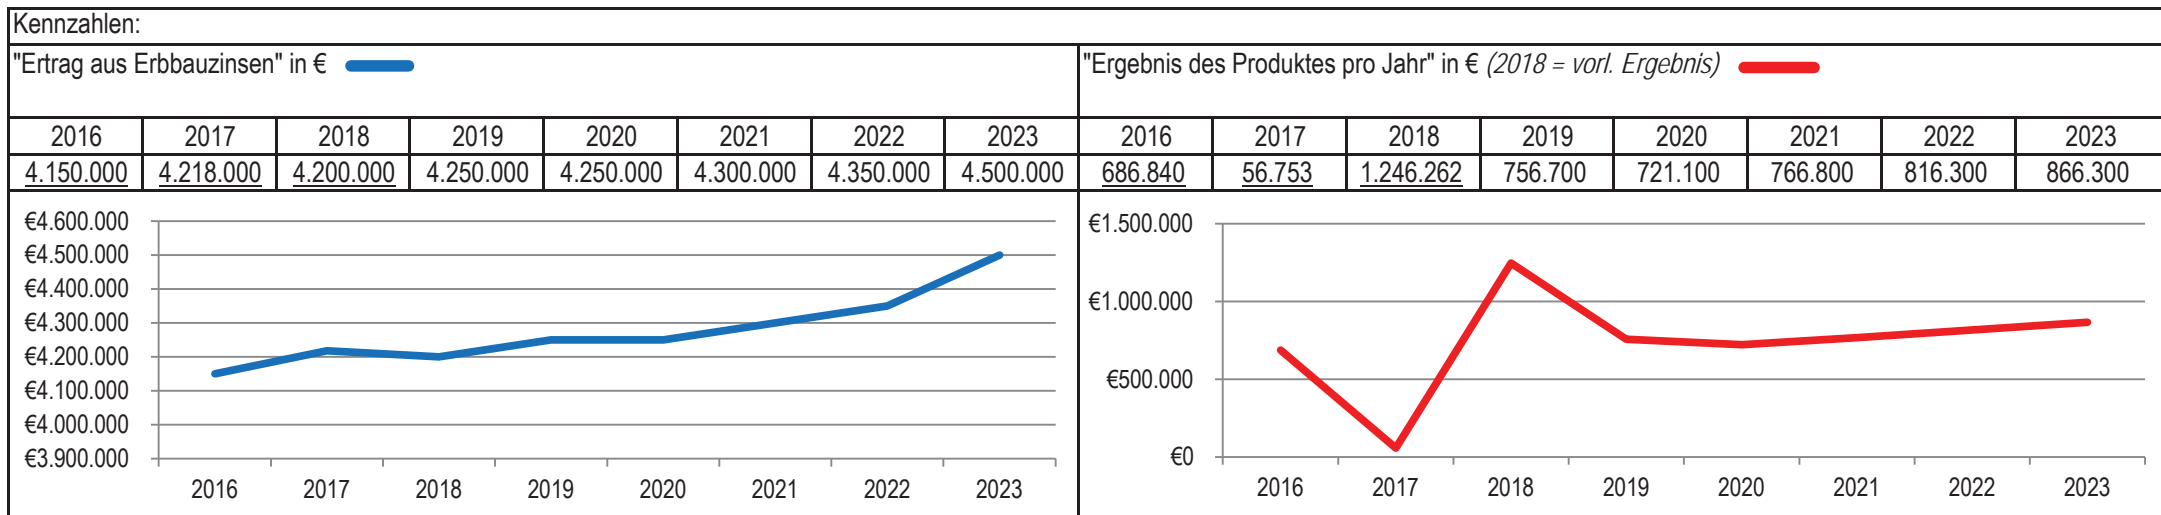 Kennzahlen:
"Ertrag aus Erbbauzinsen" in €
"Ergebnis des Produktes pro Jahr" in € (2018 = vorl. Ergebnis)
2016 2017 2018 2019 2020 2021 2022 2023 2016 2017 2018 2019 2020 2021 2022 2023
4.150.000 4.218.000 4.200.000 4.250.000 4.250.000 4.300.000 4.350.000 4.500.000 686.840 56.753 1.246.262 756.700 721.100 766.800 816.300 866.300
€4.600.000
€4.500.000
€4.400.000
€4.300.000
€4.200.000
€4.100.000
€4.000.000
€3.900.000
2016 2017 2018 2019 2020 2021 2022 2023
€1.500.000
€1.000.000
€500.000
€0
2016 2017 2018 2019 2020 2021 2022 2023